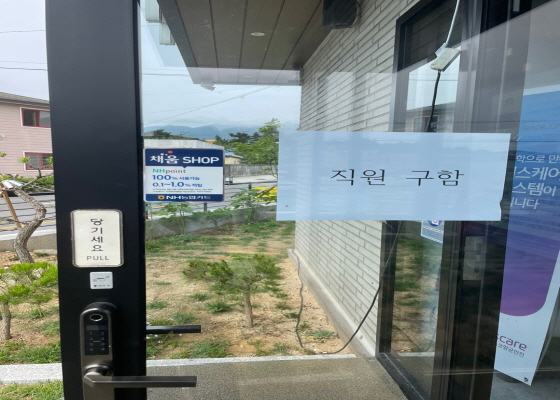 채움 SHOP
NHpoint
100% 사용가능
0.1~1.0% 적립
NH농협카드
직원 구함
당기세요
PULL